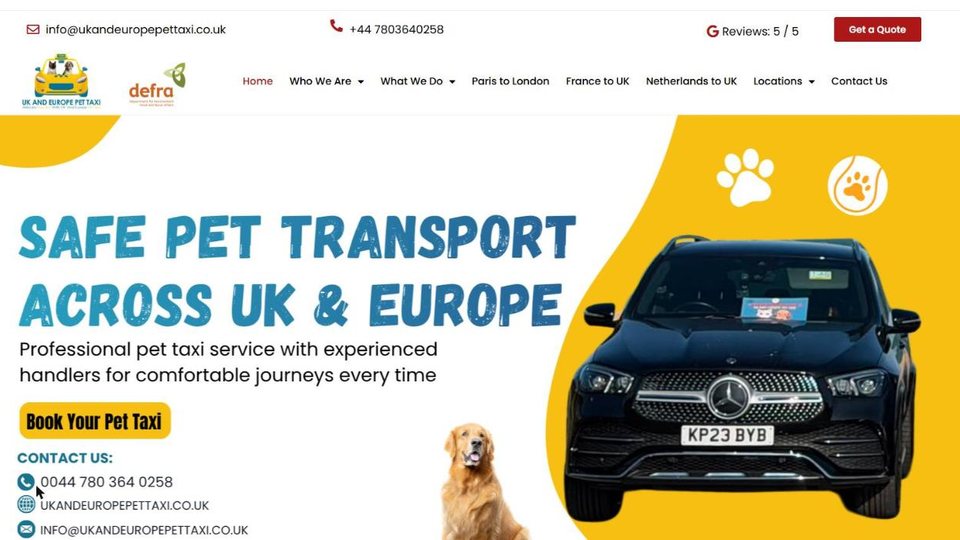 info@ukandeuropepettaxi.co.uk
+44 7803640258
Reviews: 5 / 5
Get a Quote
UK AND EUROPE PET TAXI
defra
Home
Who We Are
What We Do
Paris to London
France to UK
Netherlands to UK
Locations
Contact Us
SAFE PET TRANSPORT
ACROSS UK & EUROPE
Professional pet taxi service with experienced
handlers for comfortable journeys every time
Book Your Pet Taxi
CONTACT US:
0044 780 364 0258
UKANDEUROPEPETTAXI.CO.UK
INFO@UKANDEUROPEPETTAXI.CO.UK
KP23 BYB